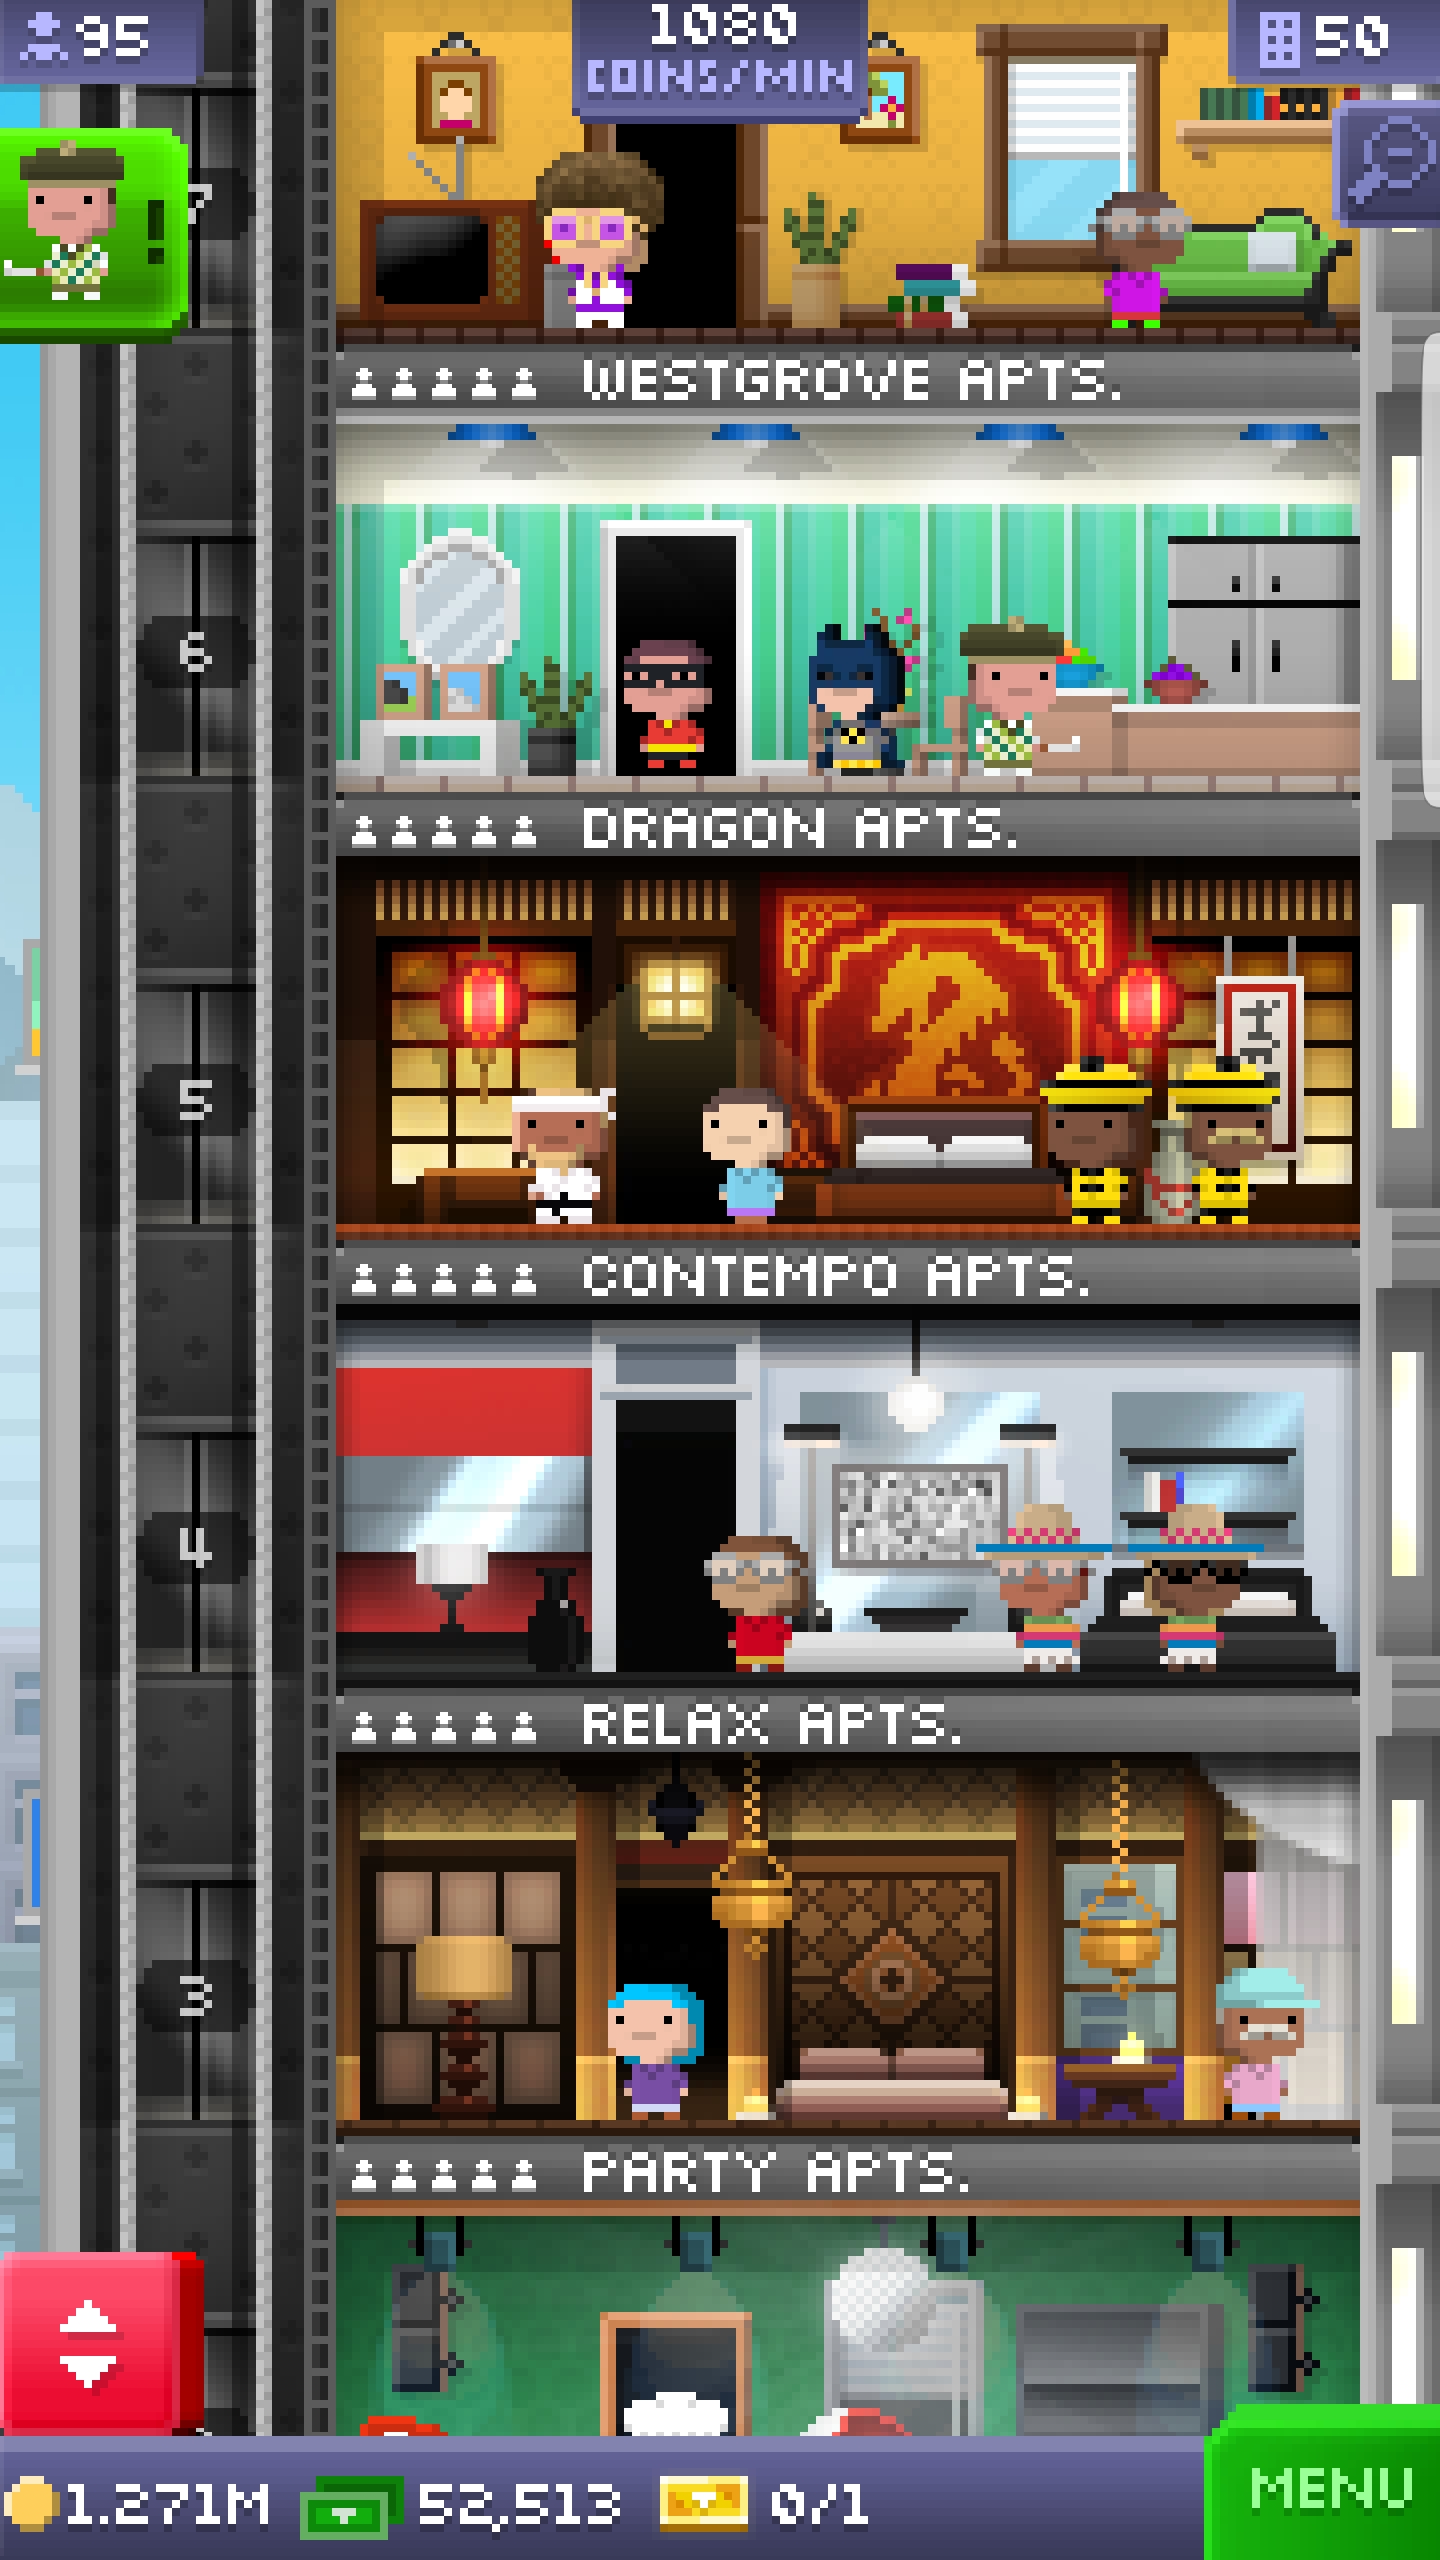 95
1080
COINS/MIN
50
7
WESTGROVE APTS.
6
DRAGON APTS.
5
CONTEMPO APTS.
4
RELAX APTS.
3
PARTY APTS.
1.271M
52,513
0/1
MENU